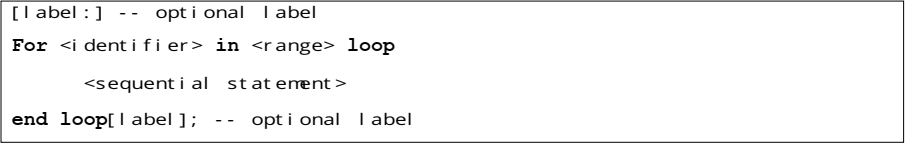 [label:] -- optional label
For <identifier> in <range> loop
<sequential statement>
end loop[label]; -- optional label